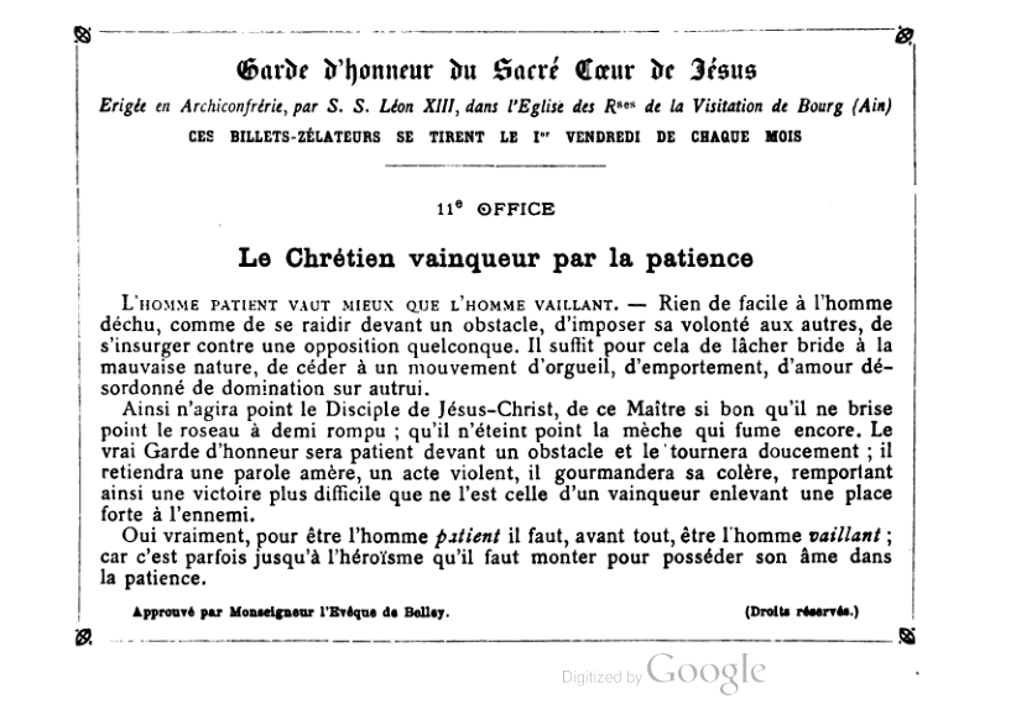 Garde d'honneur du Sacré Cœur de Jésus
Erigée en Archiconfrérie, par S. S. Léon XIII, dans l'Eglise des Rses de la Visitation de Bourg (Ain)
CES BILLETS-ZÉLATEURS SE TIRENT LE Ier VENDREDI DE CHAQUE MOIS
11e OFFICE
Le Chrétien vainqueur par la patience
L'HOMME PATIENT VAUT MIEUX QUE L'HOMME VAILLANT. — Rien de facile à l'homme
déchu, comme de se raidir devant un obstacle, d'imposer sa volonté aux autres, de
s'insurger contre une opposition quelconque. Il suffit pour cela de lâcher bride à la
mauvaise nature, de céder à un mouvement d'orgueil, d'emportement, d'amour dé-
sordonné de domination sur autrui.
Ainsi n'agira point le Disciple de Jésus-Christ, de ce Maître si bon qu'il ne brise
point le roseau à demi rompu ; qu'il n'éteint point la mèche qui fume encore. Le
vrai Garde d'honneur sera patient devant un obstacle et le tournera doucement ; il
retiendra une parole amère, un acte violent, il gourmandera sa colère, remportant
ainsi une victoire plus difficile que ne l'est celle d'un vainqueur enlevant une place
forte à l'ennemi.
Oui vraiment, pour être l'homme patient il faut, avant tout, être l'homme vaillant ;
car c'est parfois jusqu'à l'héroïsme qu'il faut monter pour posséder son âme dans
la patience.
Approuvé par Monseigneur l'Evêque de Belley. (Droits réservés.)
Digitized by Google